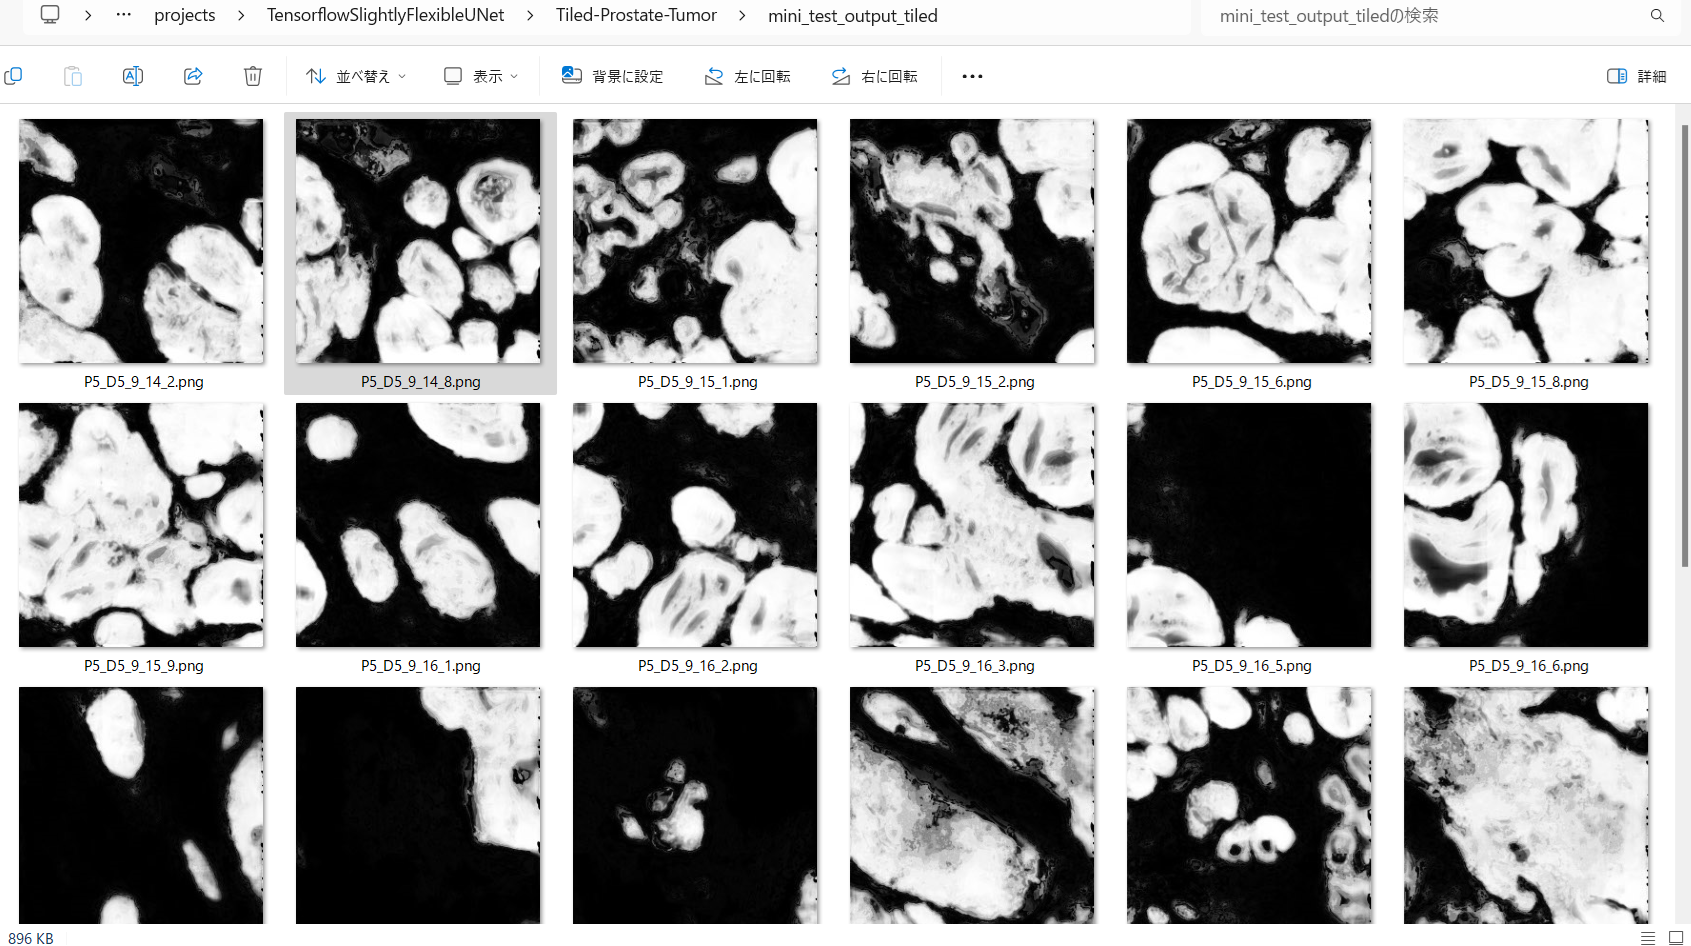 … projects TensorflowSlightlyFlexibleUNet Tiled-Prostate-Tumor mini_test_output_tiled mini_test_output_tiledの検索
並べ替え 表示 背景に設定 左に回転 右に回転 … 詳細
P5_D5_9_14_2.png P5_D5_9_14_8.png P5_D5_9_15_1.png P5_D5_9_15_2.png P5_D5_9_15_6.png P5_D5_9_15_8.png
P5_D5_9_15_9.png P5_D5_9_16_1.png P5_D5_9_16_2.png P5_D5_9_16_3.png P5_D5_9_16_5.png P5_D5_9_16_6.png
896 KB